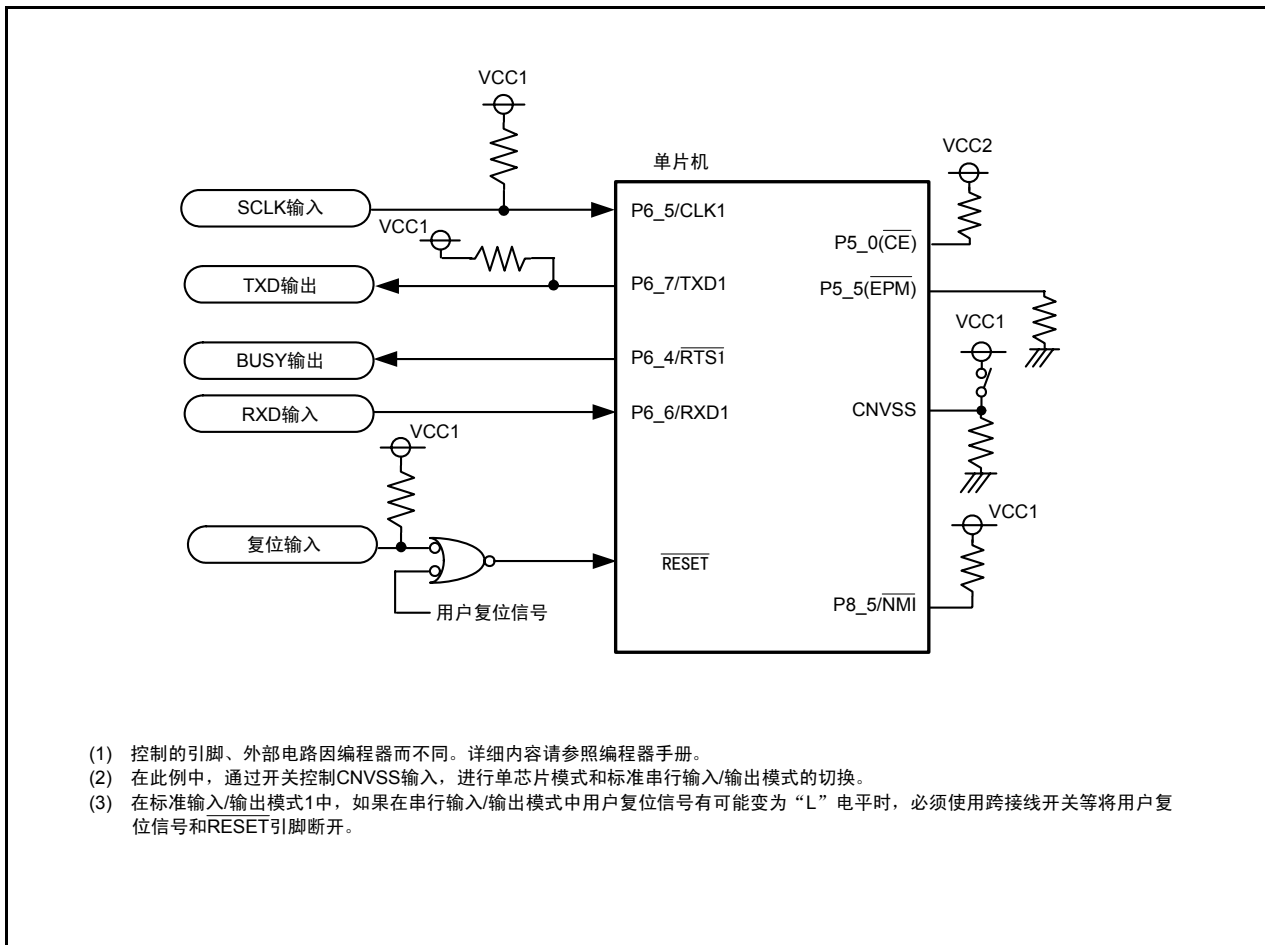 VCC1
单片机
VCC2
SCLK输入
P6_5/CLK1
VCC1
P5_0(CE)
TXD输出
P6_7/TXD1
P5_5(EPM)
VCC1
BUSY输出
P6_4/RTS1
RXD输入
P6_6/RXD1
CNVSS
VCC1
VCC1
复位输入
RESET
用户复位信号
P8_5/NMI
(1) 控制的引脚、外部电路因编程器而不同。详细内容请参照编程器手册。
(2) 在此例中，通过开关控制CNVSS输入，进行单芯片模式和标准串行输入/输出模式的切换。
(3) 在标准输入/输出模式1中，如果在串行输入/输出模式中用户复位信号有可能变为“L”电平时，必须使用跨接线开关等将用户复
位信号和RESET引脚断开。